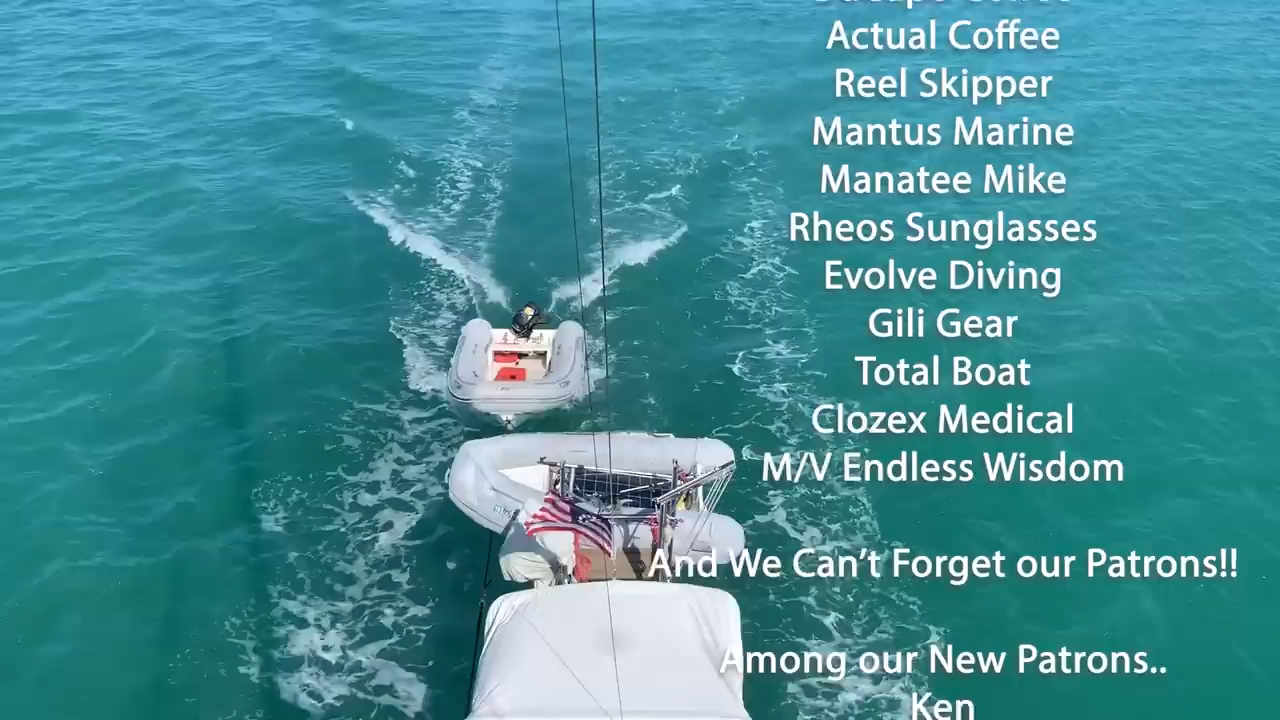 Actual Coffee
Reel Skipper
Mantus Marine
Manatee Mike
Rheos Sunglasses
Evolve Diving
Gili Gear
Total Boat
Clozex Medical
M/V Endless Wisdom
And We Can't Forget our Patrons!!
Among our New Patrons..
Ken